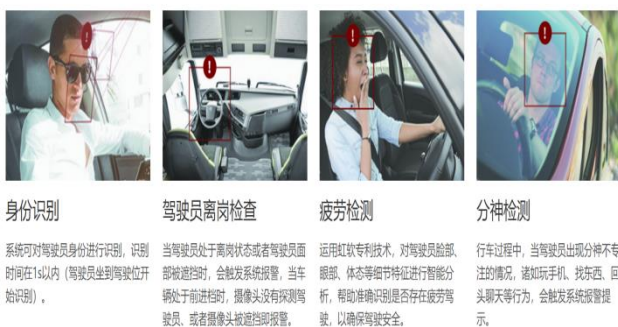 身份识别
系统可对驾驶员身份进行识别，识别
时间在1s以内（驾驶员坐到驾驶位开
始识别）。
驾驶员离岗检查
当驾驶员处于离岗状态或者驾驶员面
部被遮挡时，会触发系统报警，当车
辆处于前进档时，摄像头没有探测驾
驶员、或者摄像头被遮挡即报警。
疲劳检测
运用虹软专利技术，对驾驶员脸部、
眼部、体态等细节特征进行智能分
析，帮助准确识别是否存在疲劳驾
驶，以确保驾驶安全。
分神检测
行车过程中，当驾驶员出现分神不专
注的情况，诸如玩手机、找东西、回
头聊天等行为，会触发系统报警提
示。